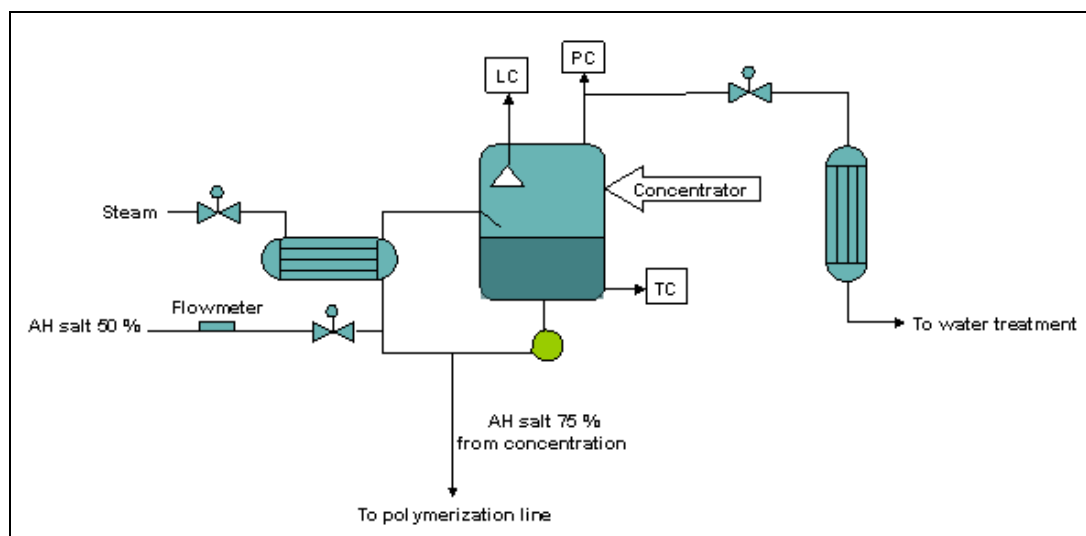 PC
LC
Concentrator
Steam
TC
Flowmeter
AH salt 50 %
To water treatment
AH salt 75 %
from concentration
To polymerization line